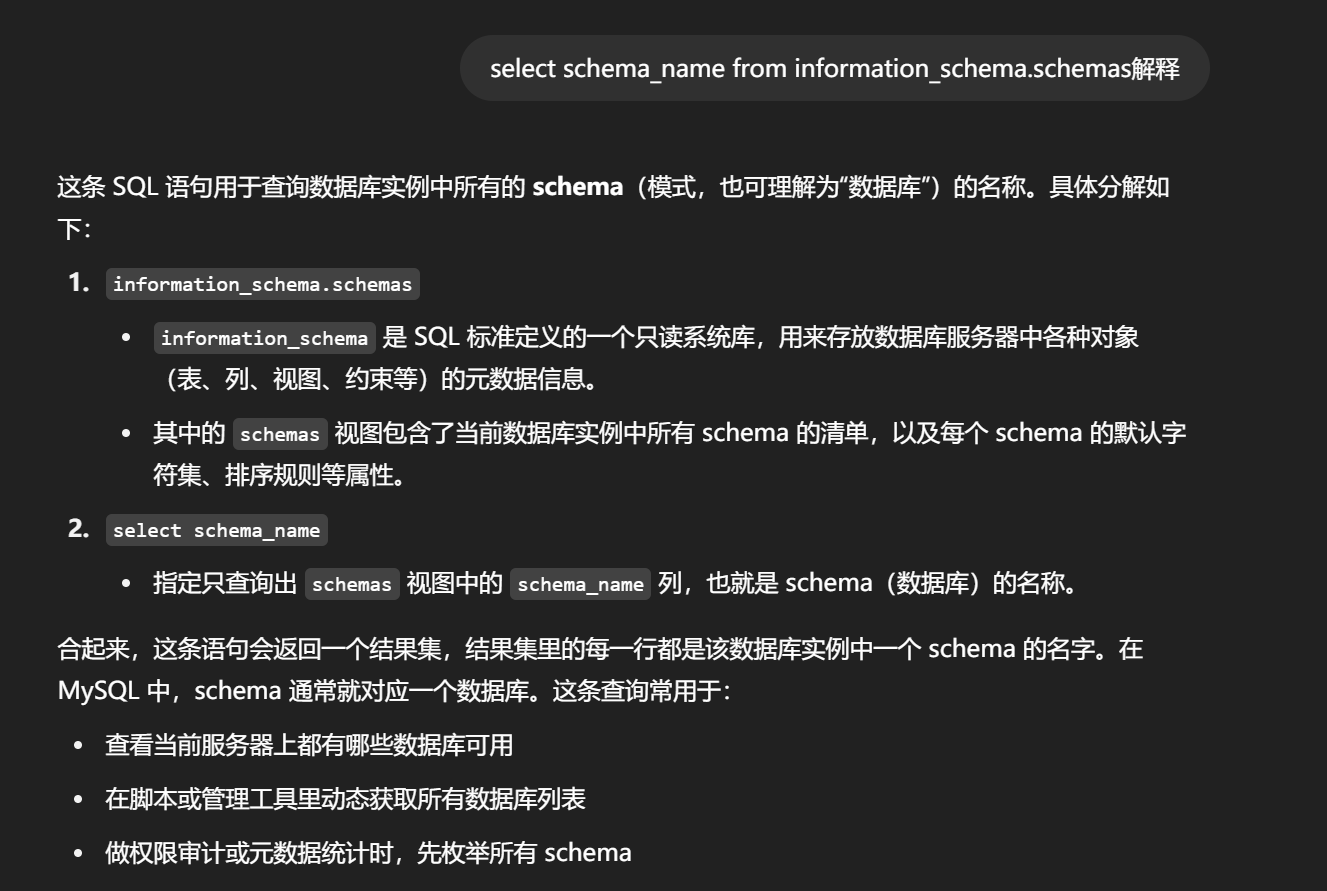 select schema_name from information_schema.schemas解释
这条 SQL 语句用于查询数据库实例中所有的 schema（模式，也可理解为“数据库”）的名称。具体分解如
下：
1. information_schema.schemas
• information_schema 是 SQL 标准定义的一个只读系统库，用来存放数据库服务器中各种对象
（表、列、视图、约束等）的元数据信息。
• 其中的 schemas 视图包含了当前数据库实例中所有 schema 的清单，以及每个 schema 的默认字
符集、排序规则等属性。
2. select schema_name
• 指定只查询出 schemas 视图中的 schema_name 列，也就是 schema（数据库）的名称。
合起来，这条语句会返回一个结果集，结果集里的每一行都是该数据库实例中一个 schema 的名字。在
MySQL 中，schema 通常就对应一个数据库。这条查询常用于：
• 查看当前服务器上都有哪些数据库可用
• 在脚本或管理工具里动态获取所有数据库列表
• 做权限审计或元数据统计时，先枚举所有 schema